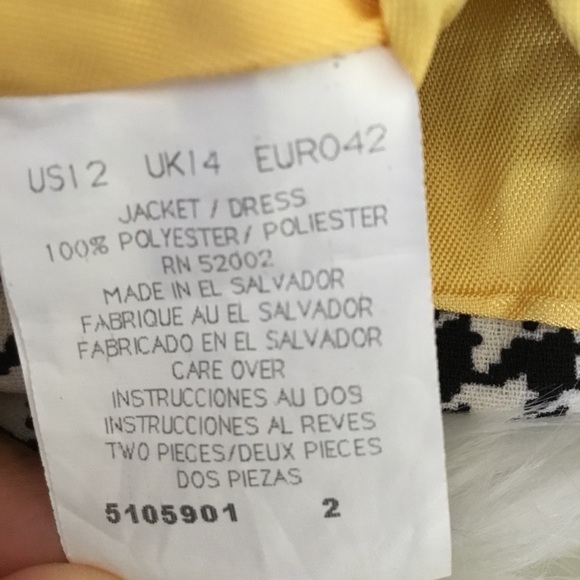 US12 UK14 EURO42
JACKET / DRESS
100% POLYESTER/ POLIESTER
RN 52002
MADE IN EL SALVADOR
FABRIQUE AU EL SALVADOR
FABRICADO EN EL SALVADOR
CARE OVER
INSTRUCCIONES AU DOS
INSTRUCCIONES AL REVES
TWO PIECES/DEUX PIECES
DOS PIEZAS
5105901 2